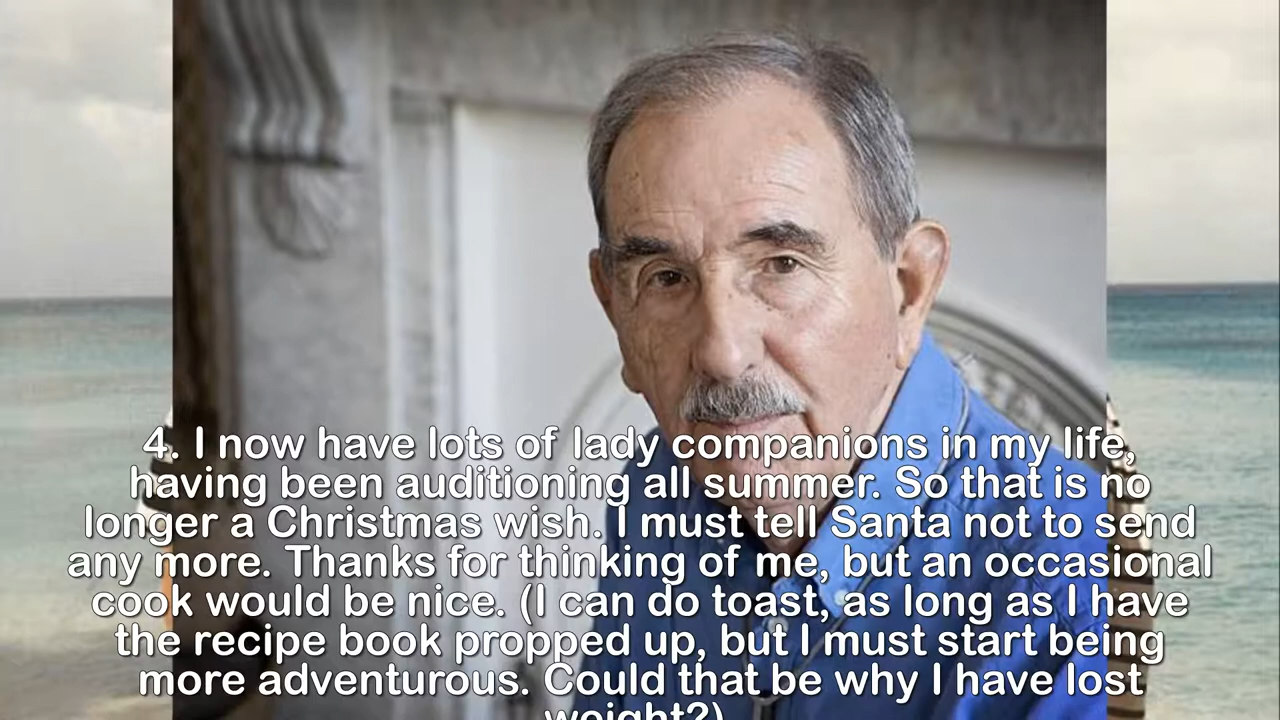 4. I now have lots of lady companions in my life,
having been auditioning all summer. So that is no
longer a Christmas wish. I must tell Santa not to send
any more. Thanks for thinking of me, but an occasional
cook would be nice. (I can do toast, as long as I have
the recipe book propped up, but I must start being
more adventurous. Could that be why I have lost
weight?)